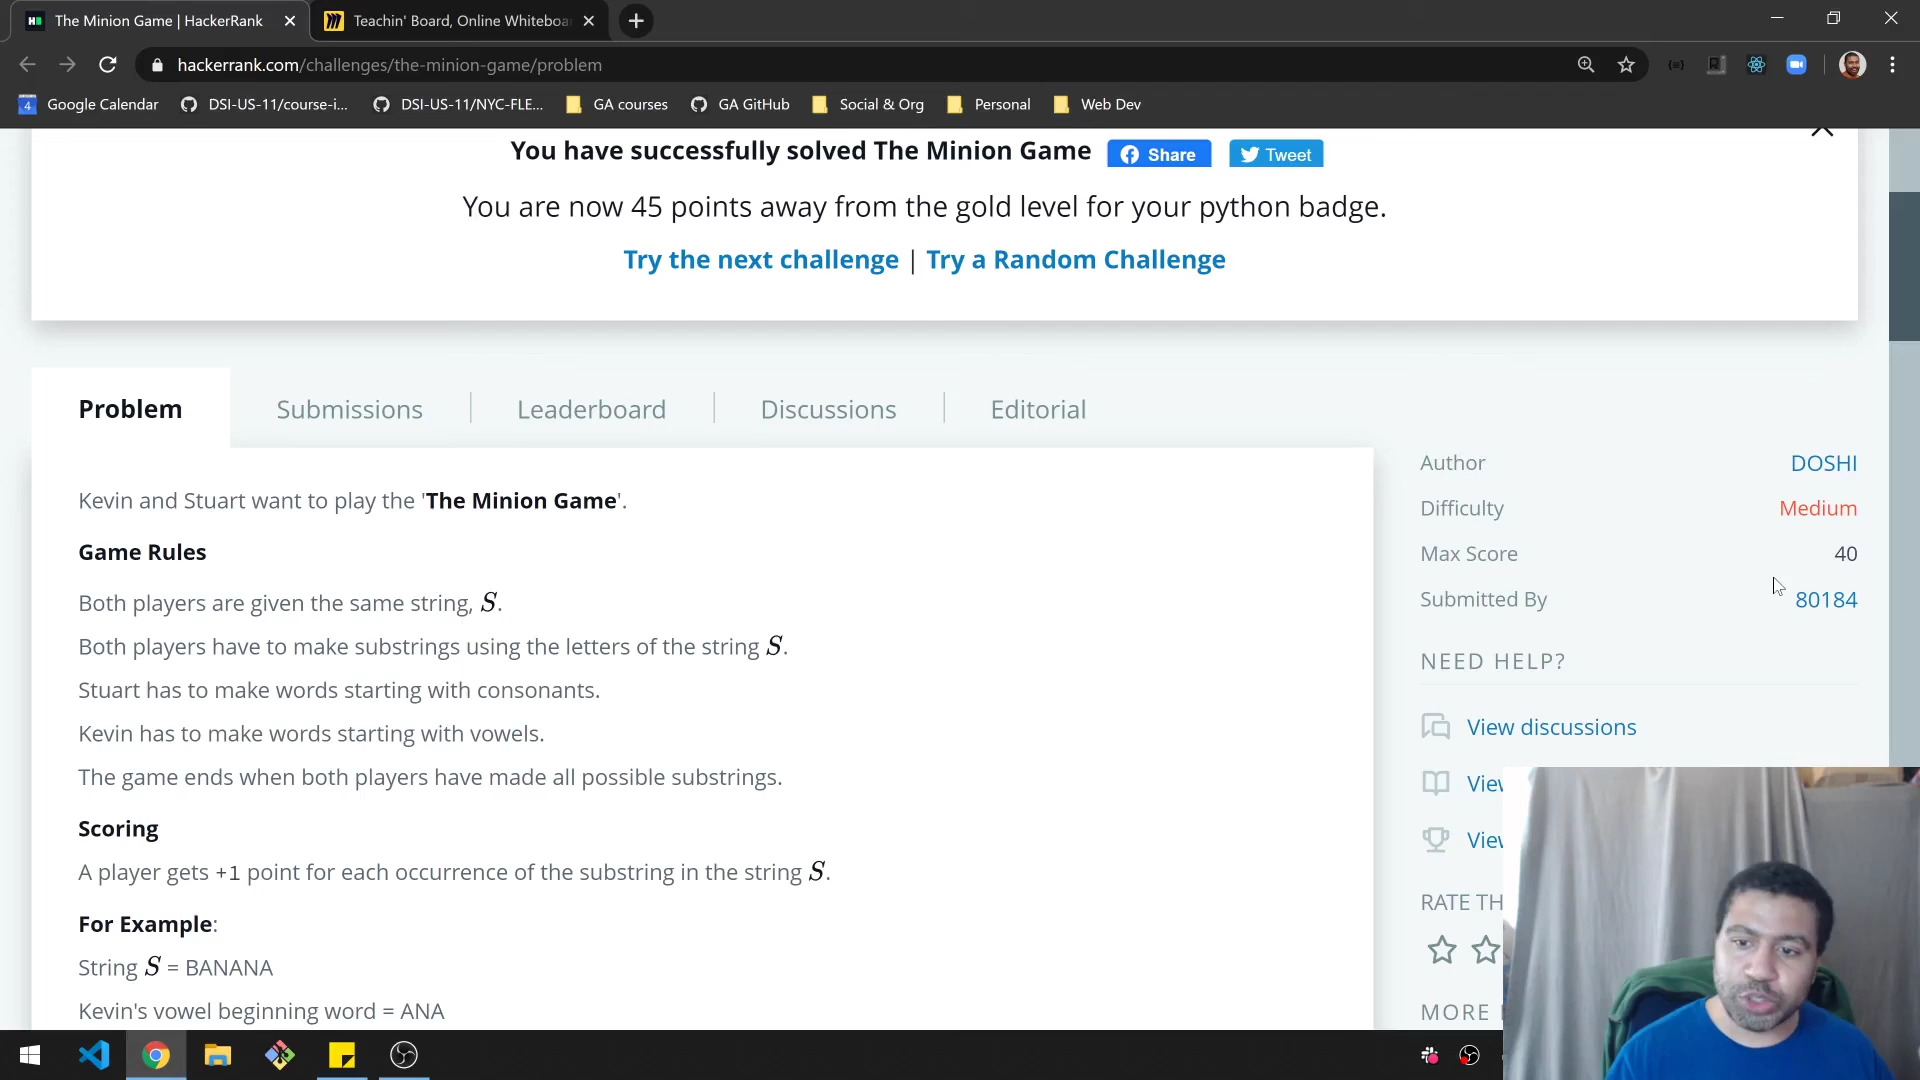 The Minion Game | HackerRank
Teachin' Board, Online Whiteboa
hackerrank.com/challenges/the-minion-game/problem
4 Google Calendar
DSI-US-11/course-i...
DSI-US-11/NYC-FLE...
GA courses
GA GitHub
Social & Org
Personal
Web Dev
You have successfully solved The Minion Game
Share
Tweet
You are now 45 points away from the gold level for your python badge.
Try the next challenge | Try a Random Challenge
Problem
Submissions
Leaderboard
Discussions
Editorial
Kevin and Stuart want to play the 'The Minion Game'.
Game Rules
Both players are given the same string, S.
Both players have to make substrings using the letters of the string S.
Stuart has to make words starting with consonants.
Kevin has to make words starting with vowels.
The game ends when both players have made all possible substrings.
Scoring
A player gets +1 point for each occurrence of the substring in the string S.
For Example:
String S = BANANA
Kevin's vowel beginning word = ANA
Author DOSHI
Difficulty Medium
Max Score 40
Submitted By 80184
NEED HELP?
View discussions
View
View
RATE TH
MORE